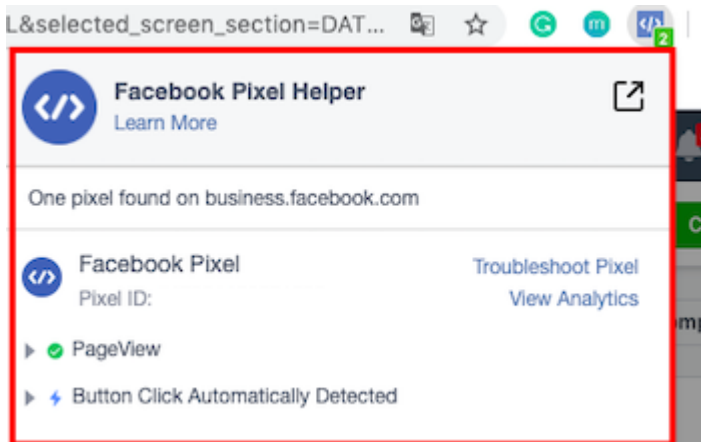 L&selected_screen_section=DAT...
2
</>
Facebook Pixel Helper
Learn More
One pixel found on business.facebook.com
</>
Facebook Pixel
Troubleshoot Pixel
Pixel ID:
View Analytics
PageView
Button Click Automatically Detected